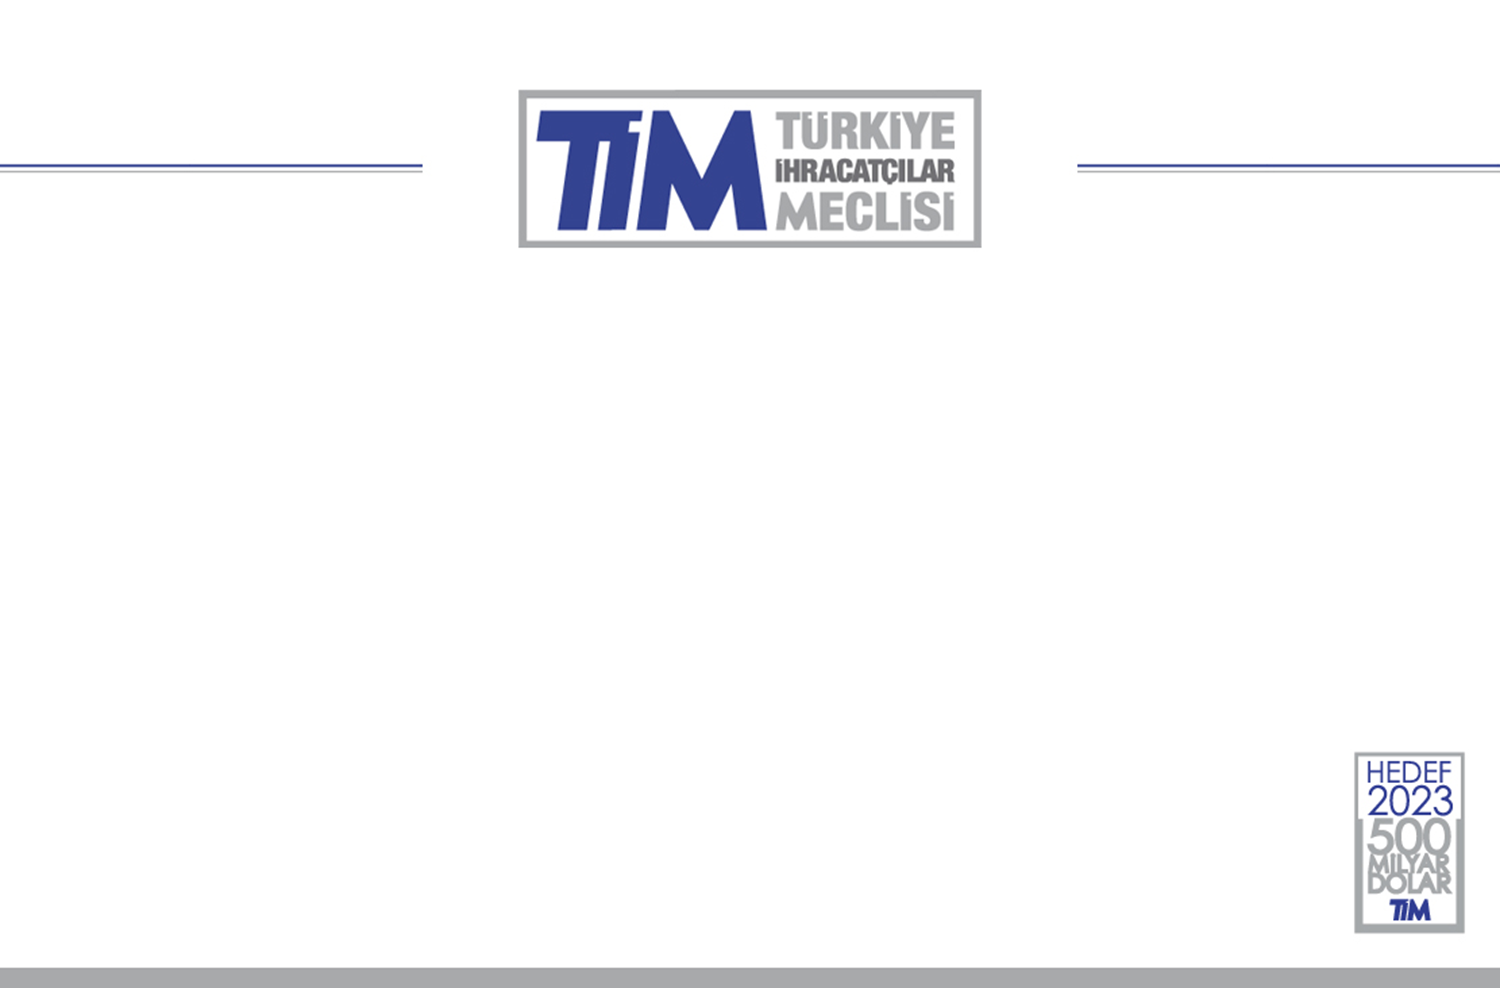 TİM
TÜRKİYE
İHRACATÇILAR
MECLİSİ
HEDEF
2023
500
MİLYAR
DOLAR
TİM